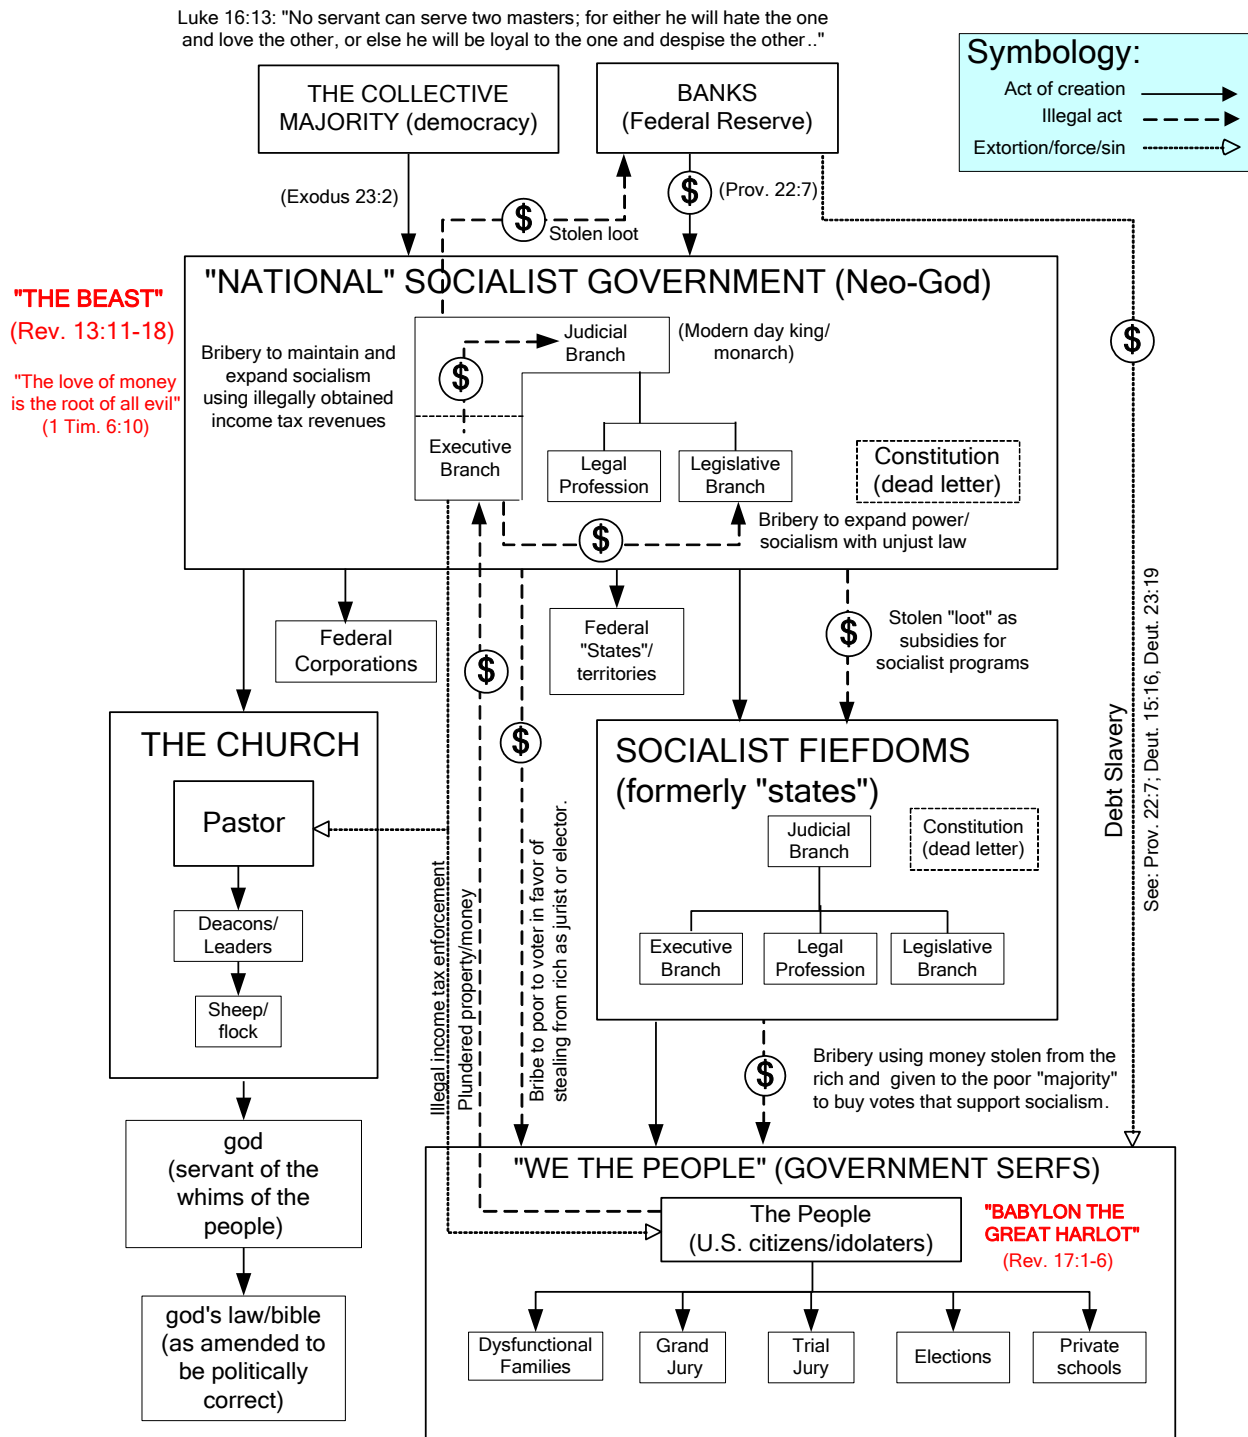 Luke 16:13: "No servant can serve two masters; for either he will hate the one
and love the other, or else he will be loyal to the one and despise the other.."
Symbology:
Act of creation
Illegal act
Extortion/force/sin
THE COLLECTIVE
MAJORITY (democracy)
BANKS
(Federal Reserve)
(Exodus 23:2)
$
Stolen loot
$
(Prov. 22:7)
"NATIONAL" SOCIALIST GOVERNMENT (Neo-God)
"THE BEAST"
(Rev. 13:11-18)
"The love of money
is the root of all evil"
(1 Tim. 6:10)
Bribery to maintain and
expand socialism
using illegally obtained
income tax revenues
$
Judicial
Branch
(Modern day king/
monarch)
$
Executive
Branch
Legal
Profession
Legislative
Branch
Constitution
(dead letter)
$
Bribery to expand power/
socialism with unjust law
Federal
Corporations
Federal
"States"/
territories
$
Stolen "loot" as
subsidies for
socialist programs
$
$
Debt Slavery
See: Prov. 22:7; Deut. 15:16, Deut. 23:19
THE CHURCH
Pastor
Deacons/
Leaders
Sheep/
flock
Illegal income tax enforcement
Plundered property/money
Bribe to poor to voter in favor of
stealing from rich as jurist or elector.
SOCIALIST FIEFDOMS
(formerly "states")
Judicial
Branch
Constitution
(dead letter)
Executive
Branch
Legal
Profession
Legislative
Branch
$
Bribery using money stolen from the
rich and given to the poor "majority"
to buy votes that support socialism.
god
(servant of the
whims of the
people)
god's law/bible
(as amended to
be politically
correct)
"WE THE PEOPLE" (GOVERNMENT SERFS)
The People
(U.S. citizens/idolaters)
"BABYLON THE
GREAT HARLOT"
(Rev. 17:1-6)
Dysfunctional
Families
Grand
Jury
Trial
Jury
Elections
Private
schools